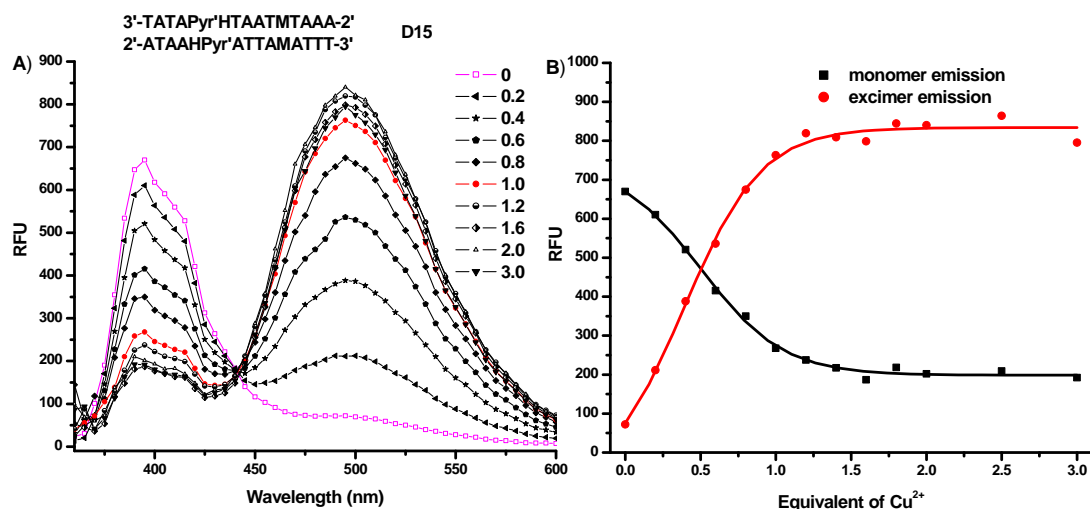 3'-TATAPyr'HTAATMTAAA-2'
2'-ATAAHPyr'ATTAMATTT-3'
D15
A)
900
800
700
600
500
400
300
200
100
0
RFU
400 450 500 550 600
Wavelength (nm)
0
0.2
0.4
0.6
0.8
1.0
1.2
1.6
2.0
3.0
B)
1000
900
800
700
600
500
400
300
200
100
0
RFU
monomer emission
excimer emission
0.0 0.5 1.0 1.5 2.0 2.5 3.0
Equivalent of Cu²⁺